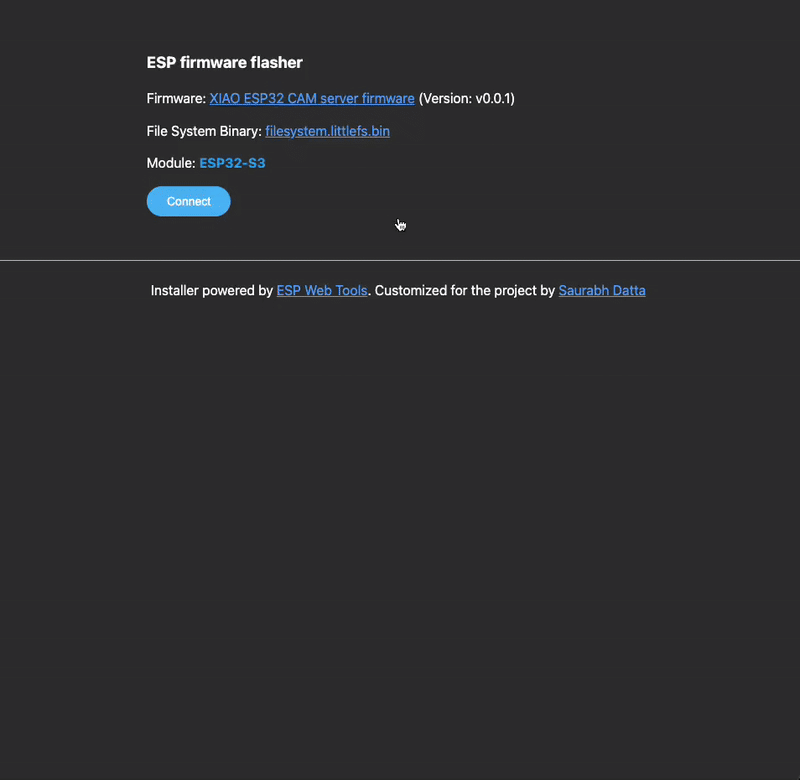 ESP firmware flasher
Firmware: XIAO ESP32 CAM server firmware (Version: v0.0.1)
File System Binary: filesystem.littlefs.bin
Module: ESP32-S3
Connect
Installer powered by ESP Web Tools. Customized for the project by Saurabh Datta